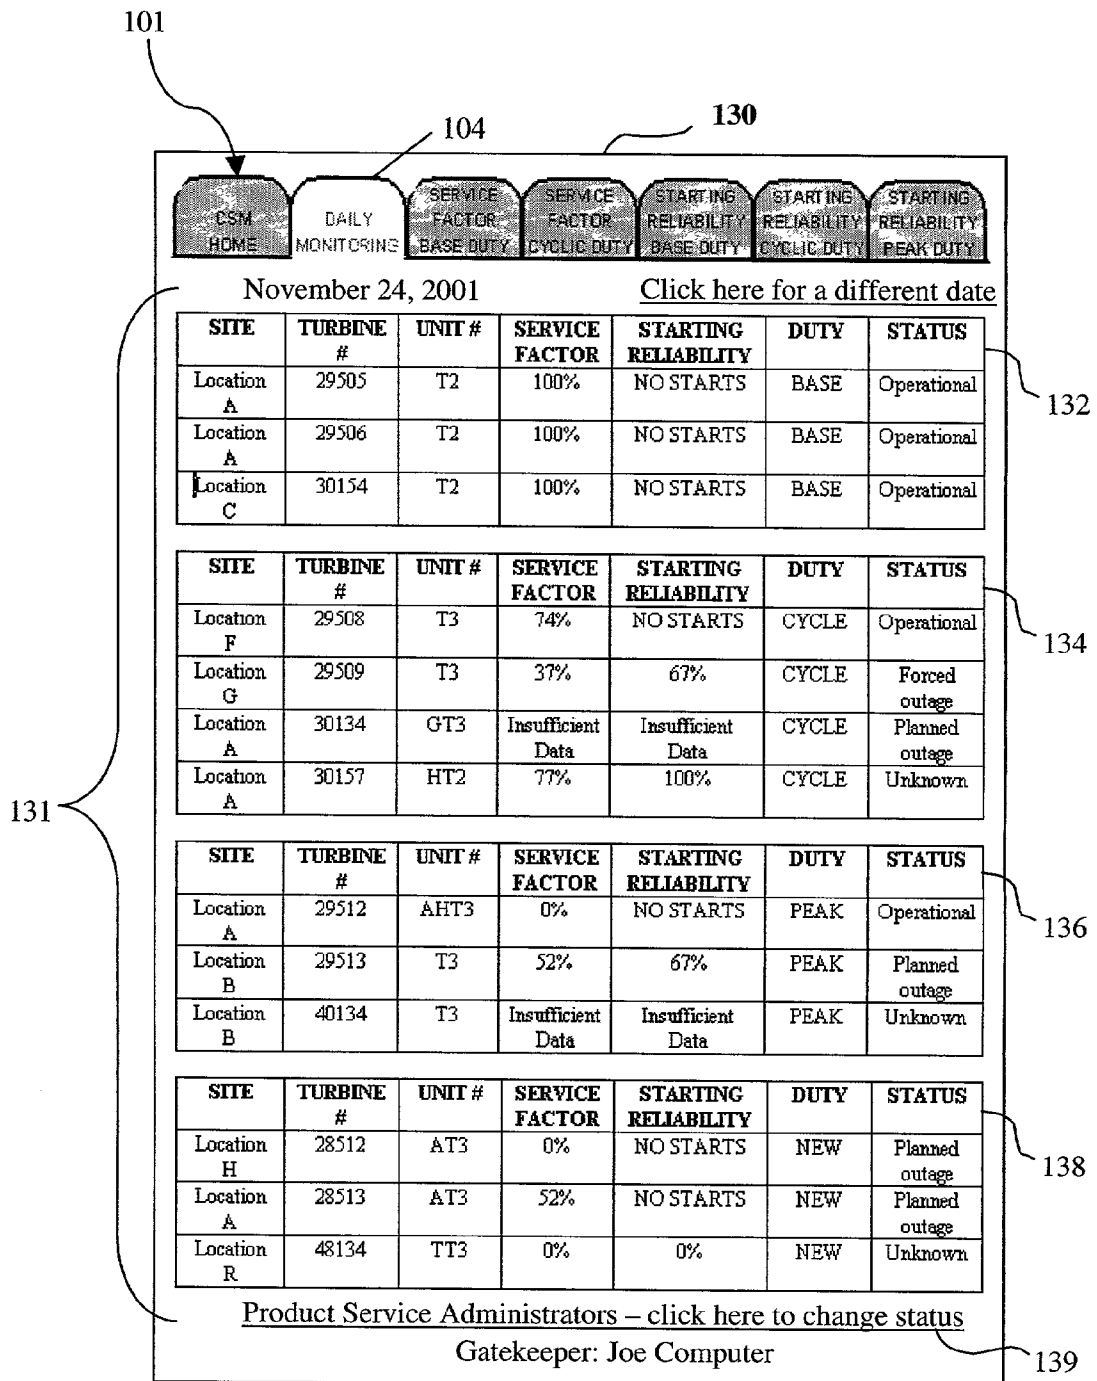 101
104
130
CSM HOME
DAILY MONITORING
SERVICE FACTOR BASE DUTY
SERVICE FACTOR CYCLIC DUTY
STARTING RELIABILITY BASE DUTY
STARTING RELIABILITY CYCLIC DUTY
STARTING RELIABILITY PEAK DUTY
November 24, 2001 Click here for a different date
SITE TURBINE # UNIT # SERVICE FACTOR STARTING RELIABILITY DUTY STATUS
Location A 29505 T2 100% NO STARTS BASE Operational
Location A 29506 T2 100% NO STARTS BASE Operational
Location C 30154 T2 100% NO STARTS BASE Operational
132
SITE TURBINE # UNIT # SERVICE FACTOR STARTING RELIABILITY DUTY STATUS
Location F 29508 T3 74% NO STARTS CYCLE Operational
Location G 29509 T3 37% 67% CYCLE Forced outage
Location A 30134 GT3 Insufficient Data Insufficient Data CYCLE Planned outage
Location A 30157 HT2 77% 100% CYCLE Unknown
134
131
SITE TURBINE # UNIT # SERVICE FACTOR STARTING RELIABILITY DUTY STATUS
Location A 29512 AHT3 0% NO STARTS PEAK Operational
Location B 29513 T3 52% 67% PEAK Planned outage
Location B 40134 T3 Insufficient Data Insufficient Data PEAK Unknown
136
SITE TURBINE # UNIT # SERVICE FACTOR STARTING RELIABILITY DUTY STATUS
Location H 28512 AT3 0% NO STARTS NEW Planned outage
Location A 28513 AT3 52% NO STARTS NEW Planned outage
Location R 48134 TT3 0% 0% NEW Unknown
138
Product Service Administrators – click here to change status
Gatekeeper: Joe Computer
139